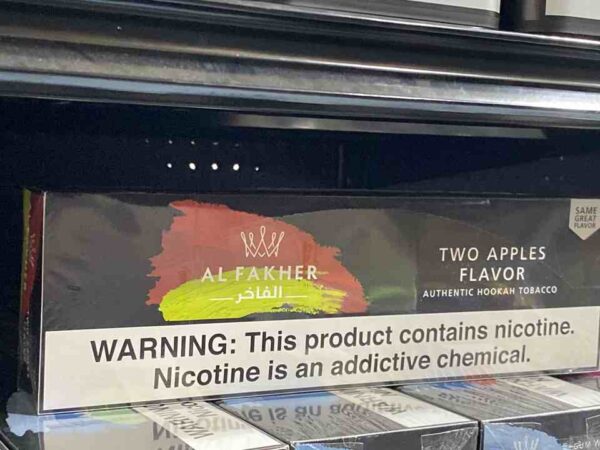 SAME
GREAT
FLAVOR
AL FAKHER
الفاخر
TWO APPLES
FLAVOR
AUTHENTIC HOOKAH TOBACCO
WARNING: This product contains nicotine.
Nicotine is an addictive chemical.